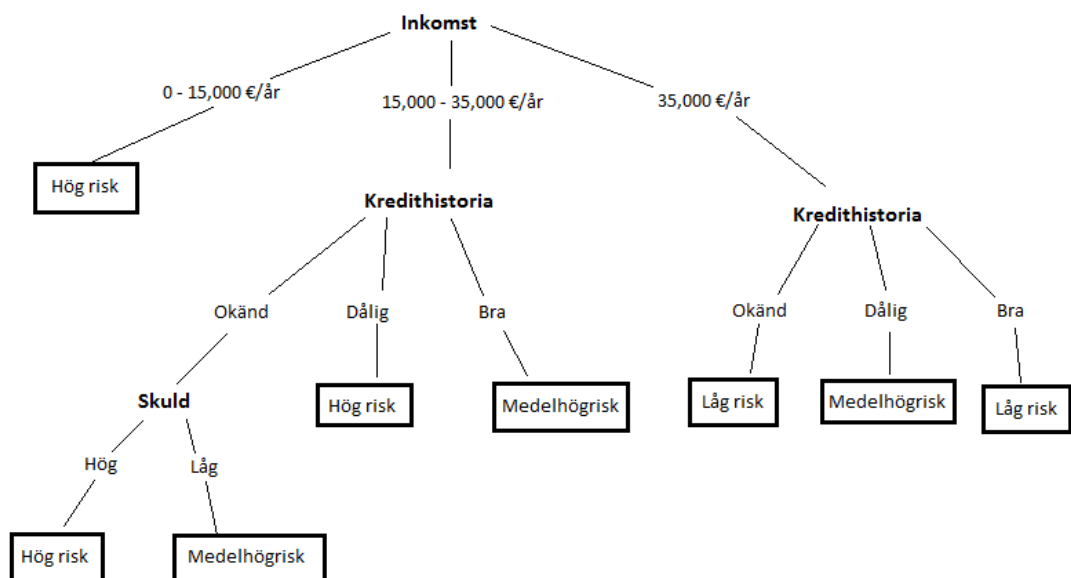 Inkomst
0 - 15,000 €/år
15,000 - 35,000 €/år
35,000 €/år
Hög risk
Kredithistoria
Kredithistoria
Okänd
Dålig
Bra
Okänd
Dålig
Bra
Skuld
Hög risk
Medelhögrisk
Låg risk
Medelhögrisk
Låg risk
Hög
Låg
Hög risk
Medelhögrisk